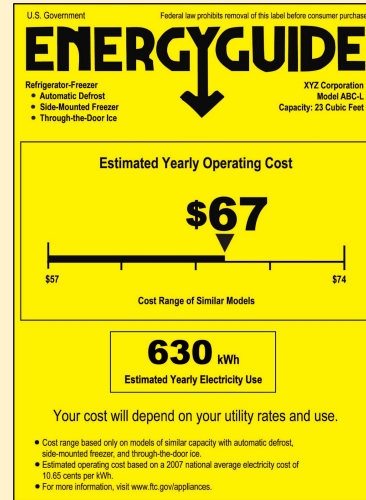 U.S. Government
Federal law prohibits removal of this label before consumer purchase
ENERGYGUIDE
Refrigerator-Freezer
• Automatic Defrost
• Side-Mounted Freezer
• Through-the-Door Ice
XYZ Corporation
Model ABC-L
Capacity: 23 Cubic Feet
Estimated Yearly Operating Cost
$67
$57
$74
Cost Range of Similar Models
630 kWh
Estimated Yearly Electricity Use
Your cost will depend on your utility rates and use.
• Cost range based only on models of similar capacity with automatic defrost,
side-mounted freezer, and through-the-door ice.
• Estimated operating cost based on a 2007 national average electricity cost of
10.65 cents per kWh.
• For more information, visit www.ftc.gov/appliances.